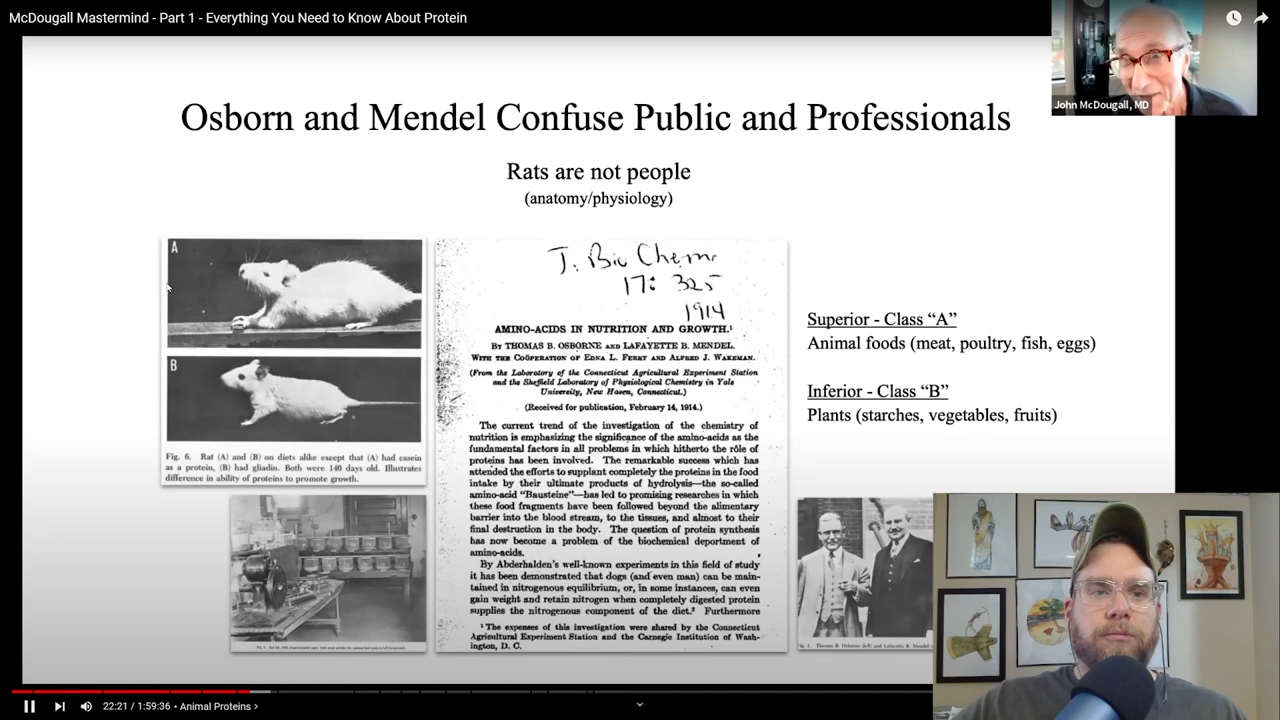 McDougall Mastermind - Part 1 - Everything You Need to Know About Protein
John McDougall, MD
Osborn and Mendel Confuse Public and Professionals
Rats are not people
(anatomy/physiology)
A
B
Fig. 6. Rat (A) and (B) on diets alike except that (A) had casein
as a protein, (B) had gliadin. Both were 140 days old. Illustrates
difference in ability of proteins to promote growth.
J. Bio Chem.
17: 325
1914
AMINO-ACIDS IN NUTRITION AND GROWTH.¹
BY THOMAS B. OSBORNE AND LAFAYETTE B. MENDEL.
WITH THE COÖPERATION OF EDNA L. FERRY AND ALFRED J. WAKEMAN.
(From the Laboratory of the Connecticut Agricultural Experiment Station
and the Sheffield Laboratory of Physiological Chemistry in Yale
University, New Haven, Connecticut.)
(Received for publication, February 14, 1914.)
The current trend of the investigation of the chemistry of
nutrition is emphasizing the significance of the amino-acids as the
fundamental factors in all problems in which hitherto the rôle of
proteins has been involved. The remarkable success which has
attended the efforts to supplant completely the proteins in the food
intake by their ultimate products of hydrolysis—the so-called
amino-acid "Bausteine"—has led to promising researches in which
these food fragments have been followed beyond the alimentary
barrier into the blood stream, to the tissues, and almost to their
final destruction in the body. The question of protein synthesis
has now become a problem of the biochemical department of
amino-acids.
By Abderhalden's well-known experiments in this field of study
it has been demonstrated that dogs (and even man) can be main-
tained in nitrogenous equilibrium, or, in some instances, can even
gain weight and retain nitrogen when completely digested protein
supplies the nitrogenous component of the diet.² Furthermore
¹ The expenses of this investigation were shared by the Connecticut
Agricultural Experiment Station and the Carnegie Institution of Wash-
ington, D. C.
Superior - Class “A”
Animal foods (meat, poultry, fish, eggs)
Inferior - Class “B”
Plants (starches, vegetables, fruits)
Thomas B. Osborne
and Lafayette B. Mendel
22:21 / 1:59:36 • Animal Proteins